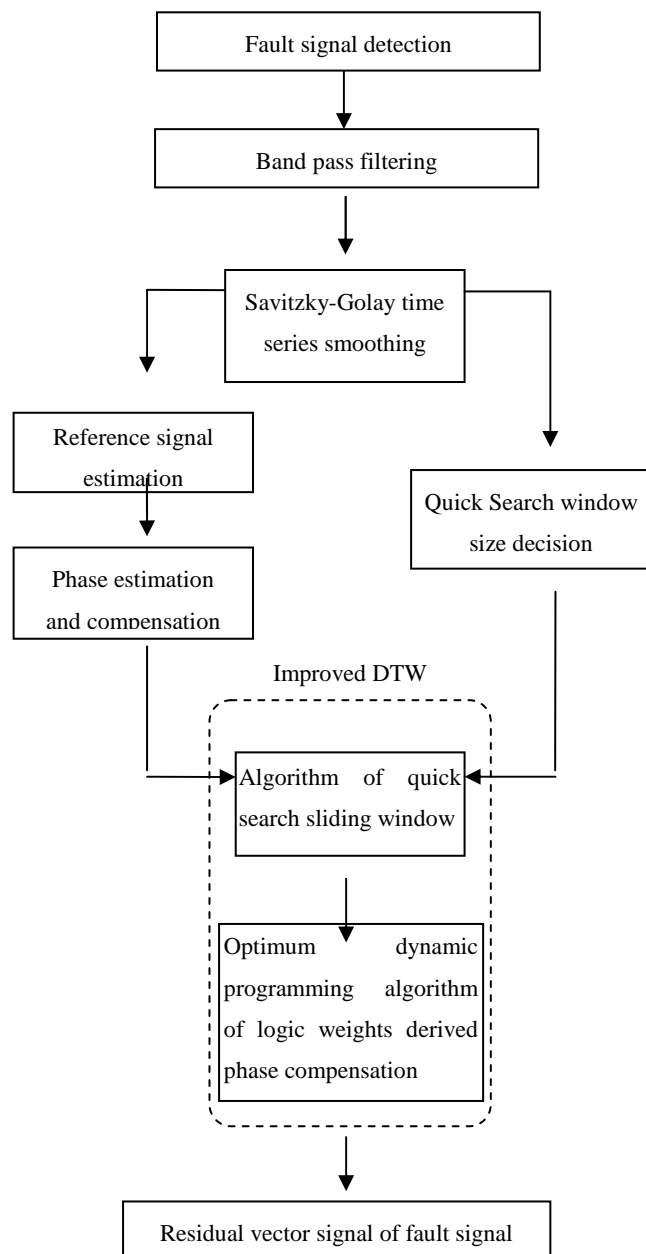 Fault signal detection
Band pass filtering
Savitzky-Golay time
series smoothing
Reference signal
estimation
Quick Search window
size decision
Phase estimation
and compensation
Improved DTW
Algorithm of quick
search sliding window
Optimum dynamic
programming algorithm
of logic weights derived
phase compensation
Residual vector signal of fault signal